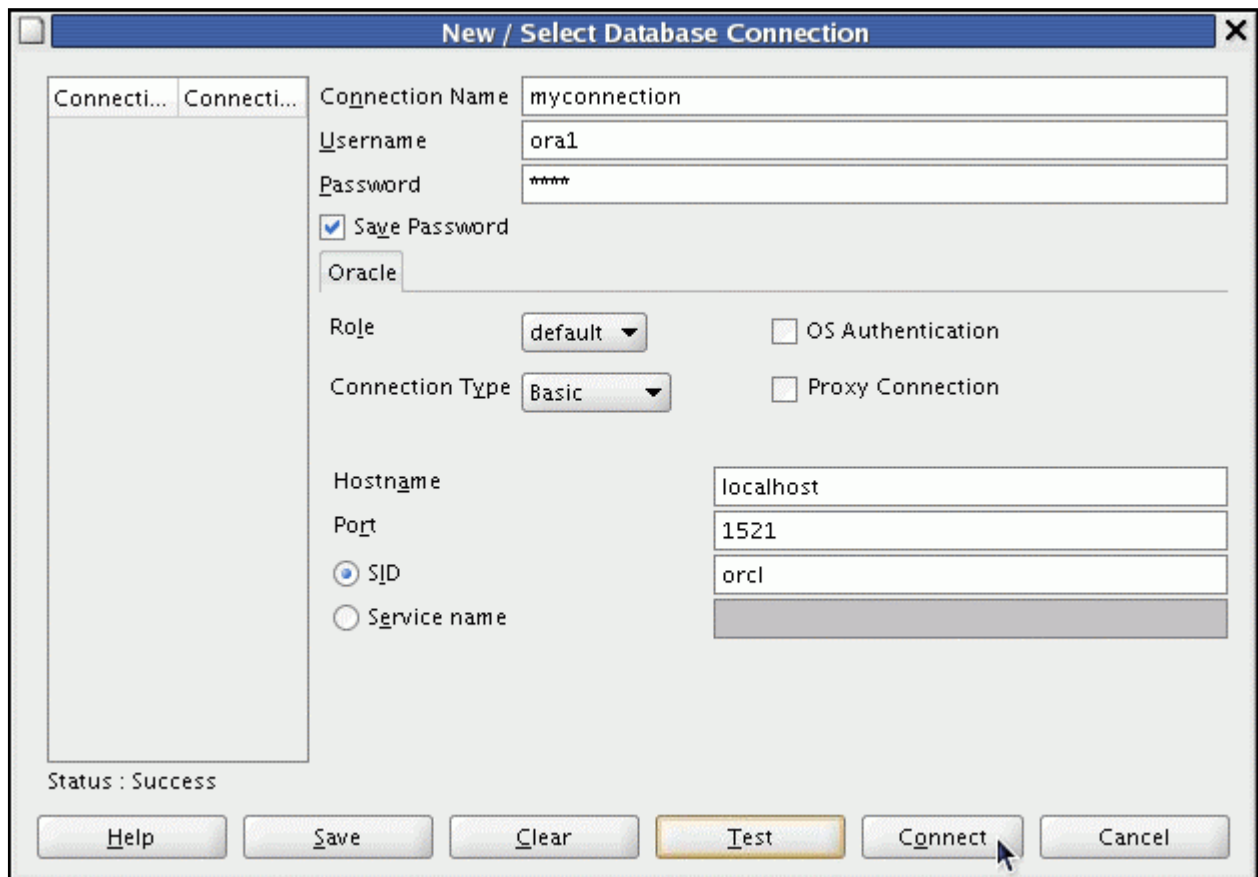 New / Select Database Connection
Connecti... Connecti...
Connection Name myconnection
Username ora1
Password ****
Save Password
Oracle
Role default OS Authentication
Connection Type Basic Proxy Connection
Hostname localhost
Port 1521
SID orcl
Service name
Status : Success
Help Save Clear Test Connect Cancel